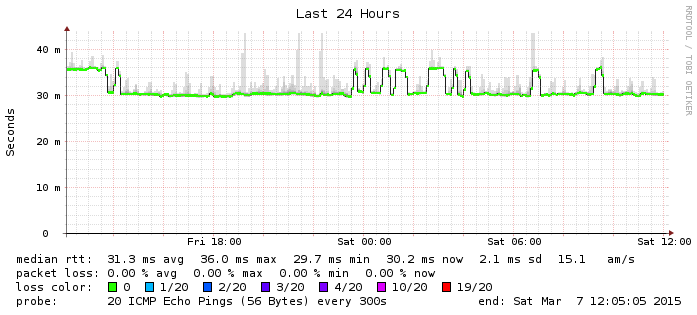 Last 24 Hours
RRDTOOL / TOBI OETIKER
Seconds
40 m
30 m
20 m
10 m
0
Fri 18:00 Sat 00:00 Sat 06:00 Sat 12:00
median rtt: 31.3 ms avg 36.0 ms max 29.7 ms min 30.2 ms now 2.1 ms sd 15.1 am/s
packet loss: 0.00 % avg 0.00 % max 0.00 % min 0.00 % now
loss color: 0 1/20 2/20 3/20 4/20 10/20 19/20
probe: 20 ICMP Echo Pings (56 Bytes) every 300s end: Sat Mar 7 12:05:05 2015